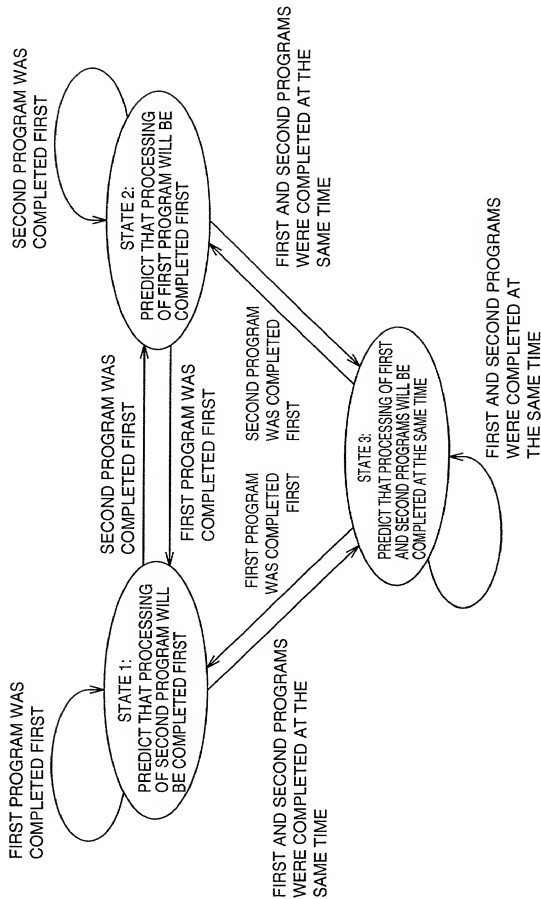 FIRST PROGRAM WAS
COMPLETED FIRST
SECOND PROGRAM WAS
COMPLETED FIRST
STATE 1:
PREDICT THAT PROCESSING
OF SECOND PROGRAM WILL
BE COMPLETED FIRST
SECOND PROGRAM WAS
COMPLETED FIRST
FIRST PROGRAM WAS
COMPLETED FIRST
STATE 2:
PREDICT THAT PROCESSING
OF FIRST PROGRAM WILL BE
COMPLETED FIRST
FIRST AND SECOND PROGRAMS
WERE COMPLETED AT THE
SAME TIME
FIRST PROGRAM
WAS COMPLETED
FIRST
SECOND PROGRAM
WAS COMPLETED
FIRST
FIRST AND SECOND PROGRAMS
WERE COMPLETED AT THE
SAME TIME
STATE 3:
PREDICT THAT PROCESSING OF FIRST
AND SECOND PROGRAMS WILL BE
COMPLETED AT THE SAME TIME
FIRST AND SECOND PROGRAMS
WERE COMPLETED AT
THE SAME TIME